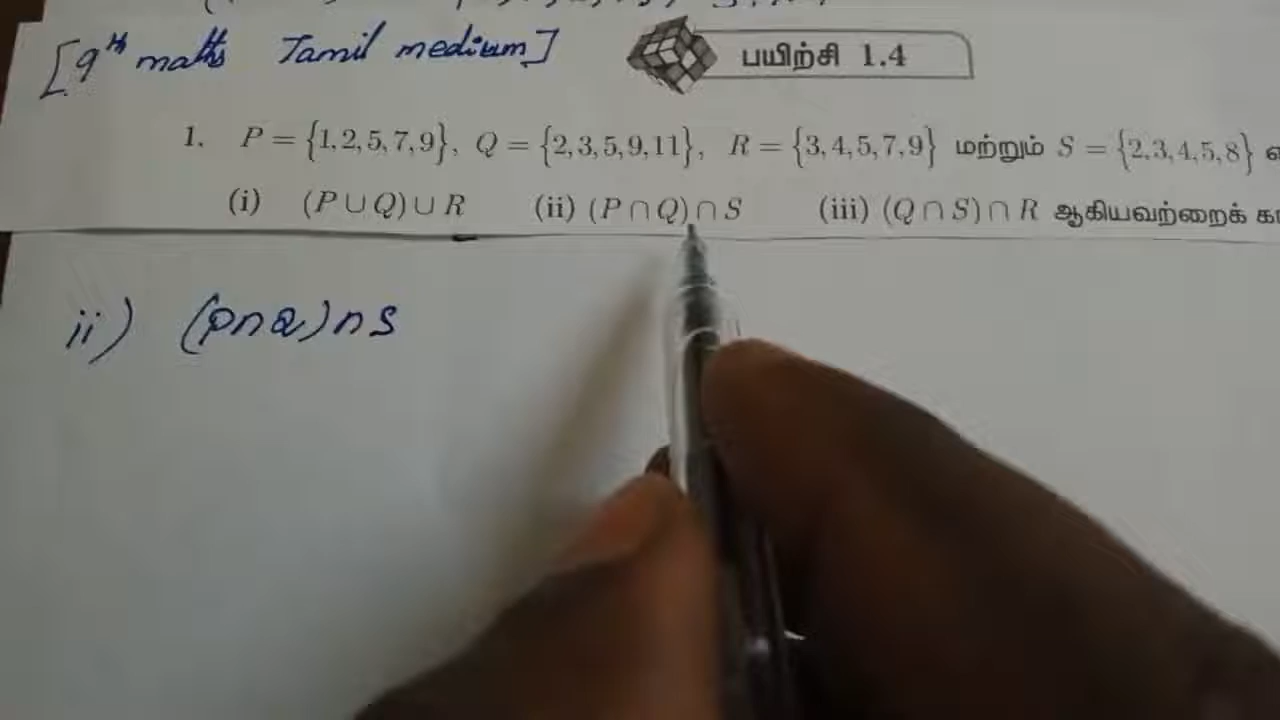 [9th maths Tamil medium]
பயிற்சி 1.4
1. P = {1,2,5,7,9}, Q = {2,3,5,9,11}, R = {3,4,5,7,9} மற்றும் S = {2,3,4,5,8}
(i) (P ∪ Q) ∪ R (ii) (P ∩ Q) ∩ S (iii) (Q ∩ S) ∩ R ஆகியவற்றைக்
ii) (P∩Q)∩S